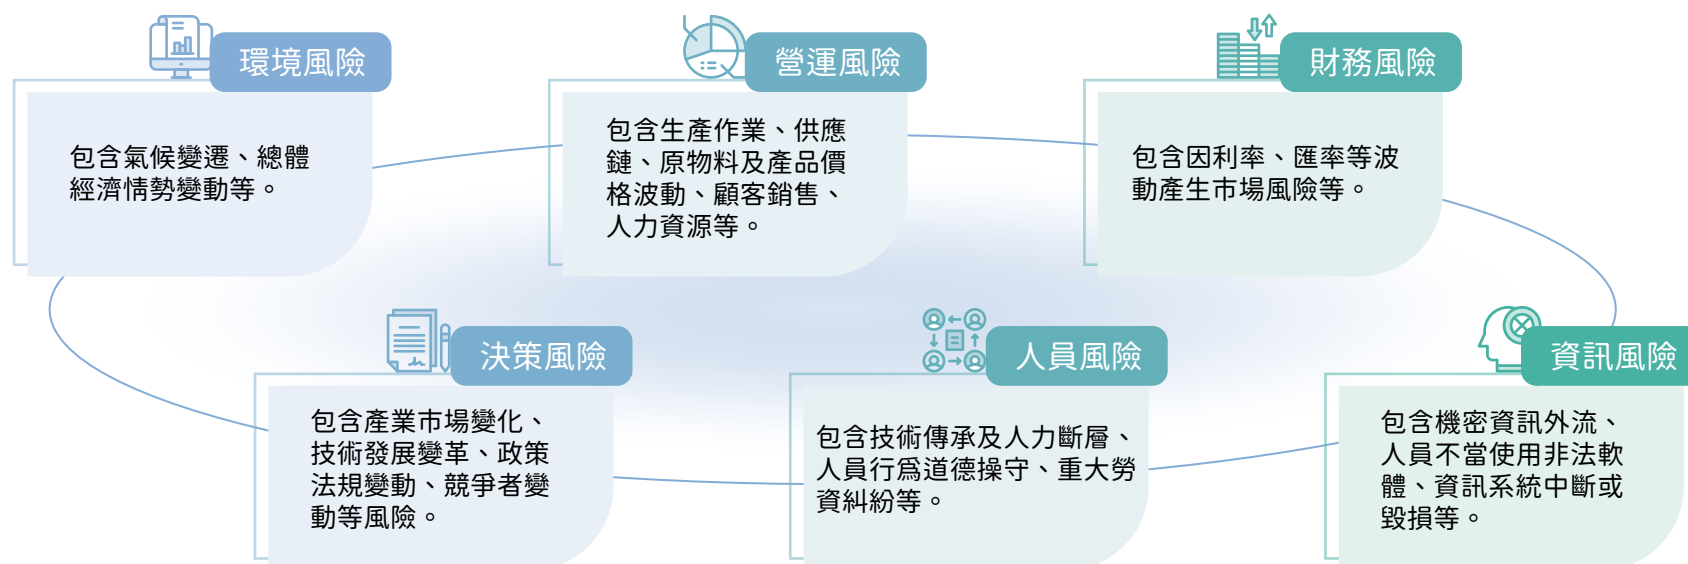 環境風險
包含氣候變遷、總體
經濟情勢變動等。
營運風險
包含生產作業、供應
鏈、原物料及產品價
格波動、顧客銷售、
人力資源等。
財務風險
包含因利率、匯率等波
動產生市場風險等。
決策風險
包含產業市場變化、
技術發展變革、政策
法規變動、競爭者變
動等風險。
人員風險
包含技術傳承及人力斷層、
人員行爲道德操守、重大勞
資糾紛等。
資訊風險
包含機密資訊外流、
人員不當使用非法軟
體、資訊系統中斷或
毀損等。